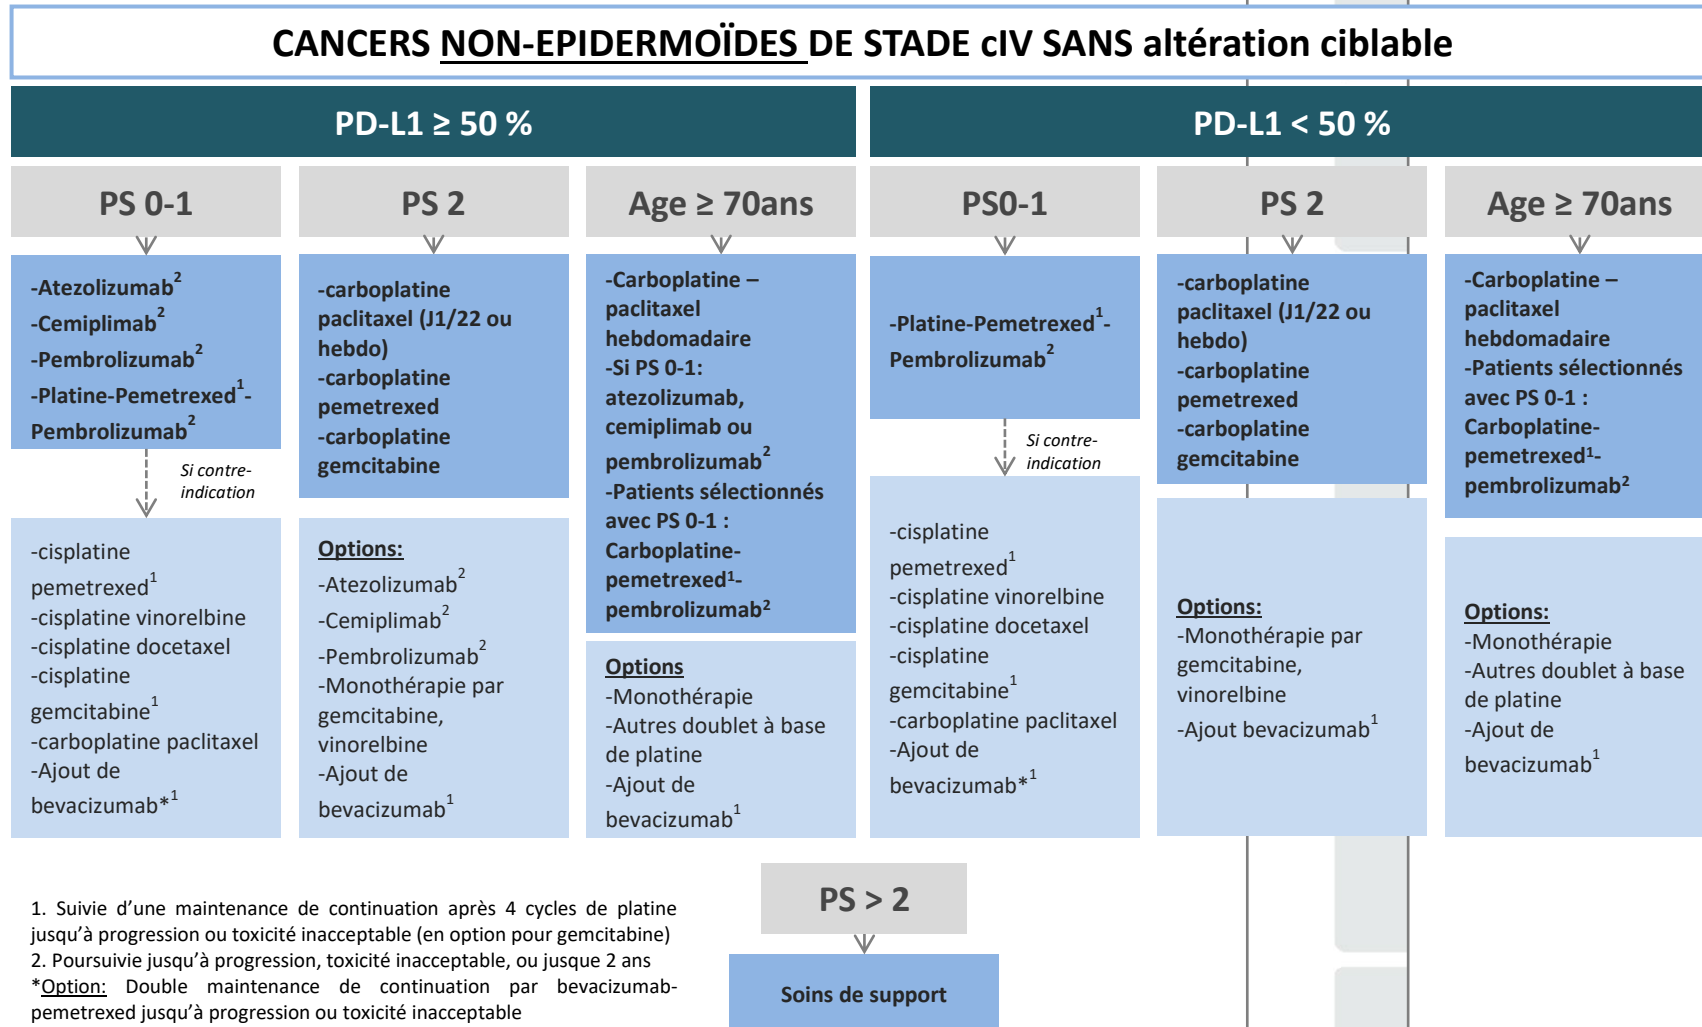 CANCERS NON-EPIDERMOÏDES DE STADE cIV SANS altération ciblable
PD-L1 ≥ 50 %
PS 0-1
-Atezolizumab²
-Cemiplimab²
-Pembrolizumab²
-Platine-Pemetrexed¹-
Pembrolizumab²
Si contre-
indication
-cisplatine
pemetrexed¹
-cisplatine vinorelbine
-cisplatine docetaxel
-cisplatine
gemcitabine¹
-carboplatine paclitaxel
-Ajout de
bevacizumab*¹
PS 2
-carboplatine
paclitaxel (J1/22 ou
hebdo)
-carboplatine
pemetrexed
-carboplatine
gemcitabine
Options:
-Atezolizumab²
-Cemiplimab²
-Pembrolizumab²
-Monothérapie par
gemcitabine,
vinorelbine
-Ajout de
bevacizumab¹
Age ≥ 70ans
-Carboplatine –
paclitaxel
hebdomadaire
-Si PS 0-1:
atezolizumab,
cemiplimab ou
pembrolizumab²
-Patients sélectionnés
avec PS 0-1 :
Carboplatine-
pemetrexed¹-
pembrolizumab²
Options
-Monothérapie
-Autres doublet à base
de platine
-Ajout de
bevacizumab¹
PD-L1 < 50 %
PS0-1
-Platine-Pemetrexed¹-
Pembrolizumab²
Si contre-
indication
-cisplatine
pemetrexed¹
-cisplatine vinorelbine
-cisplatine docetaxel
-cisplatine
gemcitabine¹
-carboplatine paclitaxel
-Ajout de
bevacizumab*¹
PS 2
-carboplatine
paclitaxel (J1/22 ou
hebdo)
-carboplatine
pemetrexed
-carboplatine
gemcitabine
Options:
-Monothérapie par
gemcitabine,
vinorelbine
-Ajout bevacizumab¹
Age ≥ 70ans
-Carboplatine –
paclitaxel
hebdomadaire
-Patients sélectionnés
avec PS 0-1 :
Carboplatine-
pemetrexed¹-
pembrolizumab²
Options:
-Monothérapie
-Autres doublet à base
de platine
-Ajout de
bevacizumab¹
PS > 2
Soins de support
1. Suivie d’une maintenance de continuation après 4 cycles de platine
jusqu’à progression ou toxicité inacceptable (en option pour gemcitabine)
2. Poursuivie jusqu’à progression, toxicité inacceptable, ou jusque 2 ans
*Option: Double maintenance de continuation par bevacizumab-
pemetrexed jusqu’à progression ou toxicité inacceptable